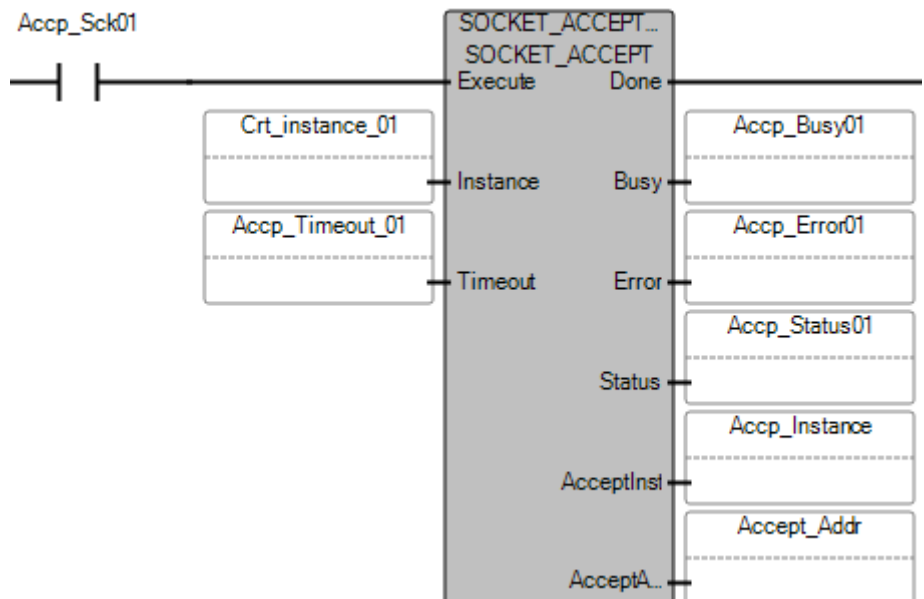 Accp_Sck01
SOCKET_ACCEPT...
SOCKET_ACCEPT
Execute Done
Crt_instance_01
Accp_Busy01
Instance Busy
Accp_Timeout_01
Accp_Error01
Timeout Error
Accp_Status01
Status
Accp_Instance
AcceptInst
Accept_Addr
AcceptA...